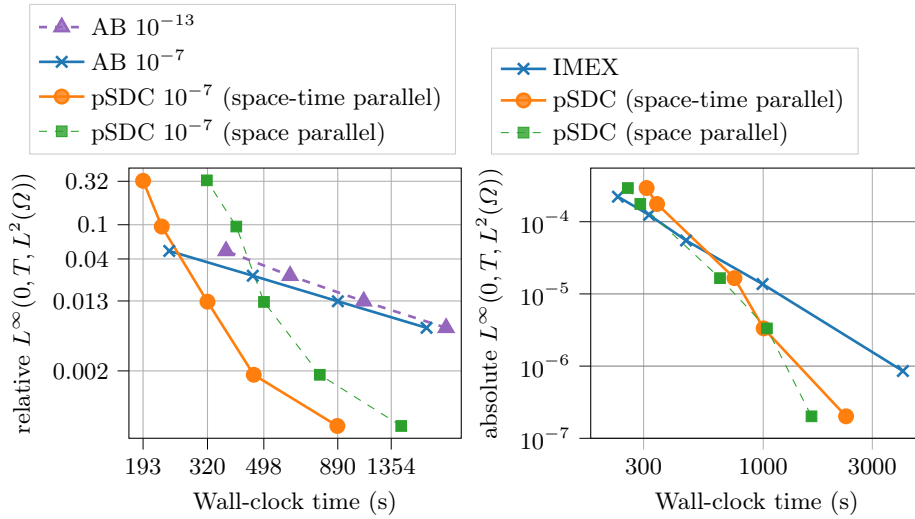 AB 10⁻¹³
AB 10⁻⁷
pSDC 10⁻⁷ (space-time parallel)
pSDC 10⁻⁷ (space parallel)
relative L∞(0, T, L²(Ω))
0.32
0.1
0.04
0.013
0.002
193 320 498 890 1354
Wall-clock time (s)
IMEX
pSDC (space-time parallel)
pSDC (space parallel)
absolute L∞(0, T, L²(Ω))
10⁻⁴
10⁻⁵
10⁻⁶
10⁻⁷
300 1000 3000
Wall-clock time (s)